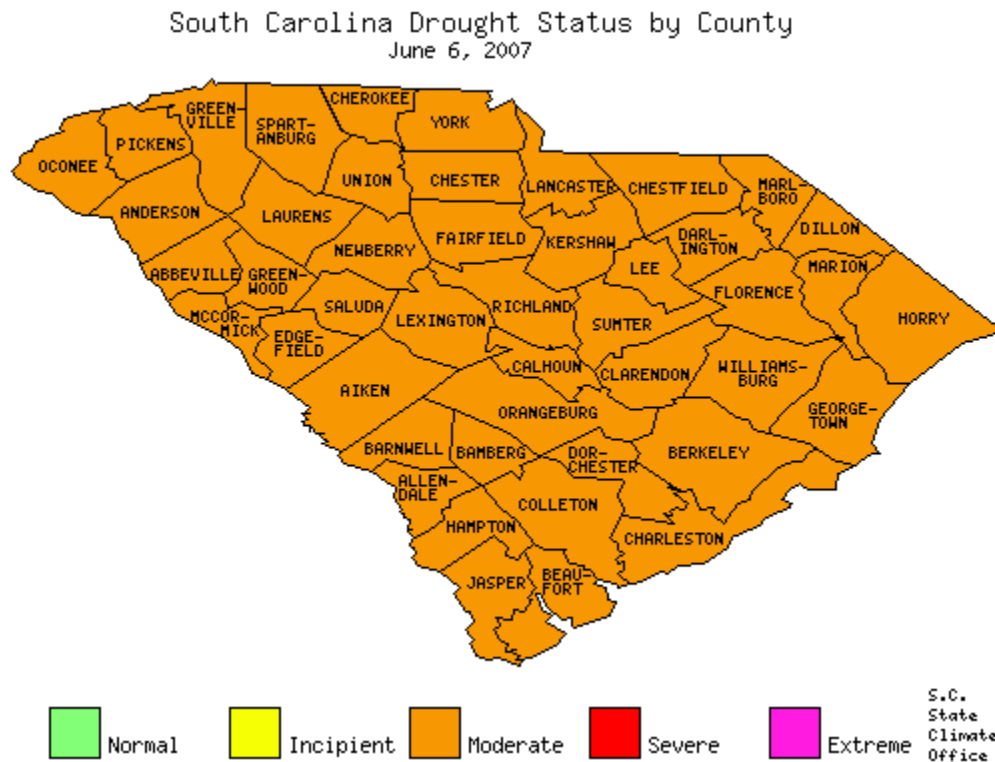 South Carolina Drought Status by County
June 6, 2007
CHEROKEE
GREEN-
VILLE
SPART-
ANBURG
YORK
PICKENS
OCONEE
UNION
CHESTER
LANCASTER
CHESTFIELD
MARL-
BORO
ANDERSON
LAURENS
DILLON
NEWBERRY
FAIRFIELD
KERSHAW
DARL-
INGTON
LEE
MARION
ABBEVILLE
GREEN-
WOOD
SALUDA
LEXINGTON
RICHLAND
SUMTER
FLORENCE
HORRY
MCCOR-
MICK
EDGE-
FIELD
CALHOUN
CLARENDON
WILLIAMS-
BURG
AIKEN
ORANGEBURG
GEORGE-
TOWN
BARNWELL
BAMBERG
DOR-
CHESTER
BERKELEY
ALLEN-
DALE
COLLETON
HAMPTON
CHARLESTON
JASPER
BEAU-
FORT
Normal
Incipient
Moderate
Severe
Extreme
S.C.
State
Climate
Office